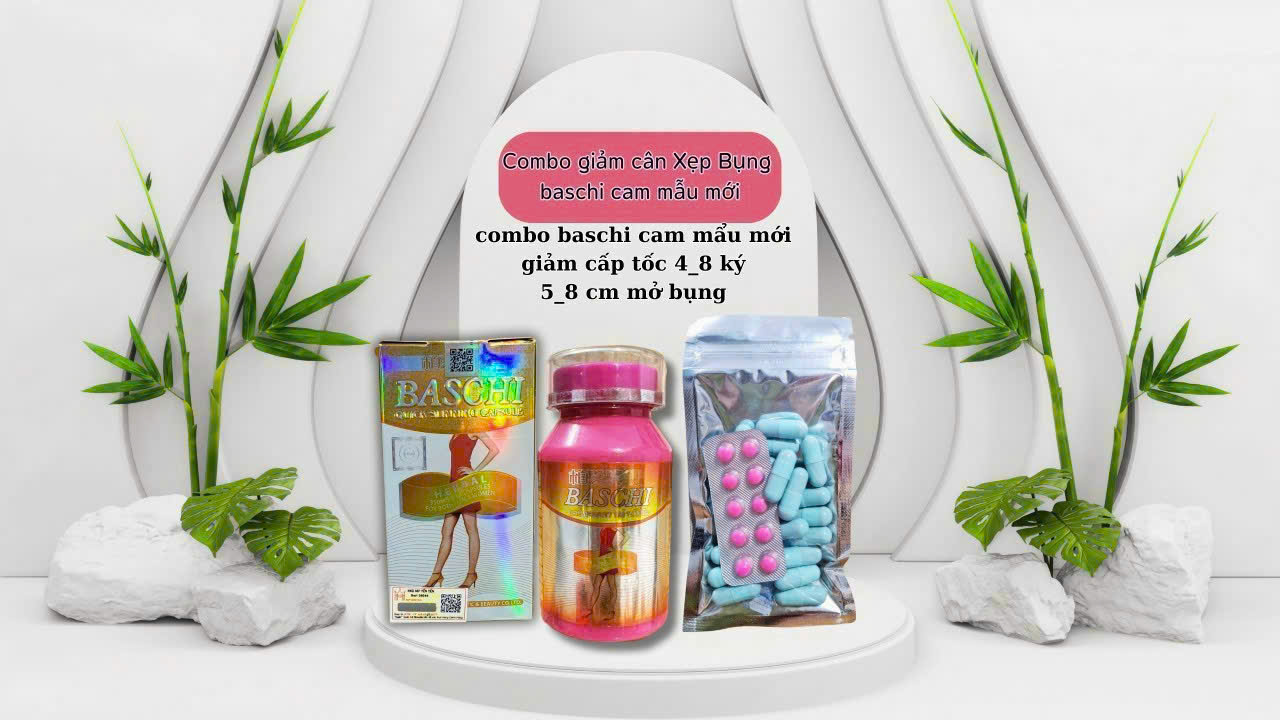 Combo giảm cân Xẹp Bụng
baschi cam mẫu mới
combo baschi cam mẩu mới
giảm cấp tốc 4_8 ký
5_8 cm mở bụng
BASCHI
HERBAL
BASCHI